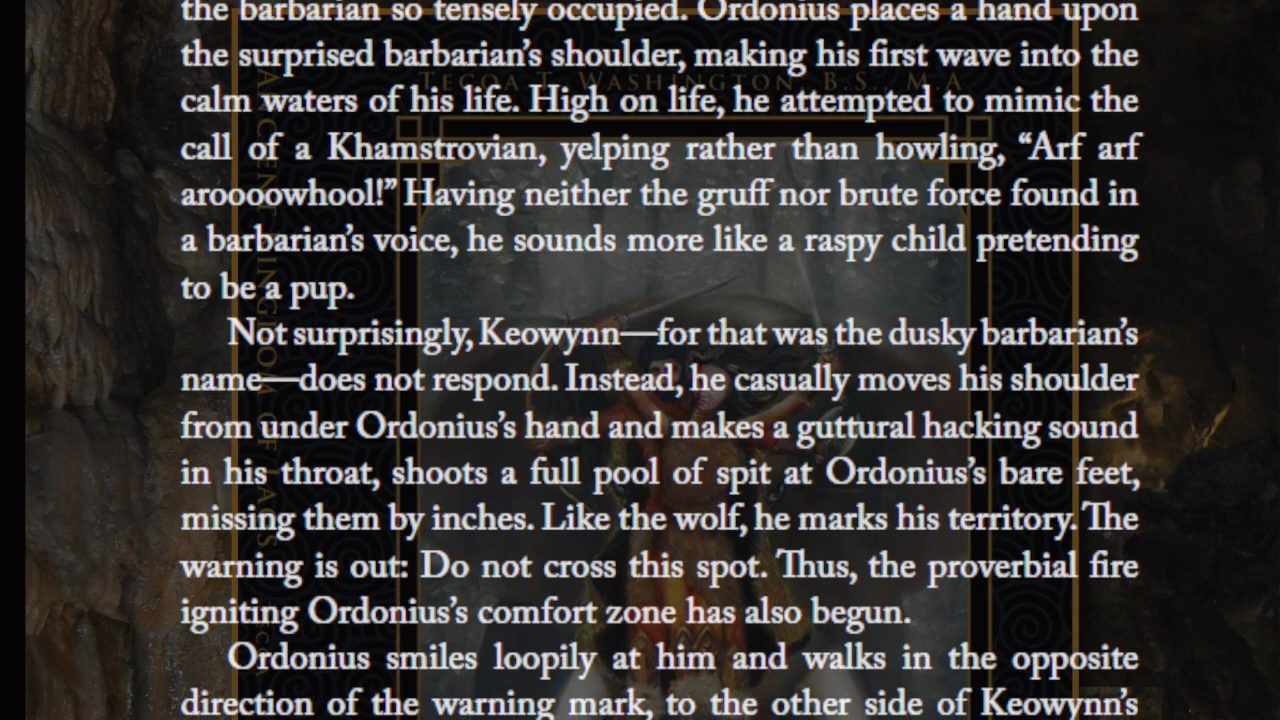 the barbarian so tensely occupied. Ordonius places a hand upon
the surprised barbarian’s shoulder, making his first wave into the
TEGOA T. WASHINGTON, B.S., M.A
calm waters of his life. High on life, he attempted to mimic the
call of a Khamstrovian, yelping rather than howling, “Arf arf
aroooowhool!” Having neither the gruff nor brute force found in
a barbarian’s voice, he sounds more like a raspy child pretending
to be a pup.
Not surprisingly, Keowynn—for that was the dusky barbarian’s
name—does not respond. Instead, he casually moves his shoulder
from under Ordonius’s hand and makes a guttural hacking sound
in his throat, shoots a full pool of spit at Ordonius’s bare feet,
missing them by inches. Like the wolf, he marks his territory. The
warning is out: Do not cross this spot. Thus, the proverbial fire
igniting Ordonius’s comfort zone has also begun.
Ordonius smiles loopily at him and walks in the opposite
direction of the warning mark, to the other side of Keowynn’s